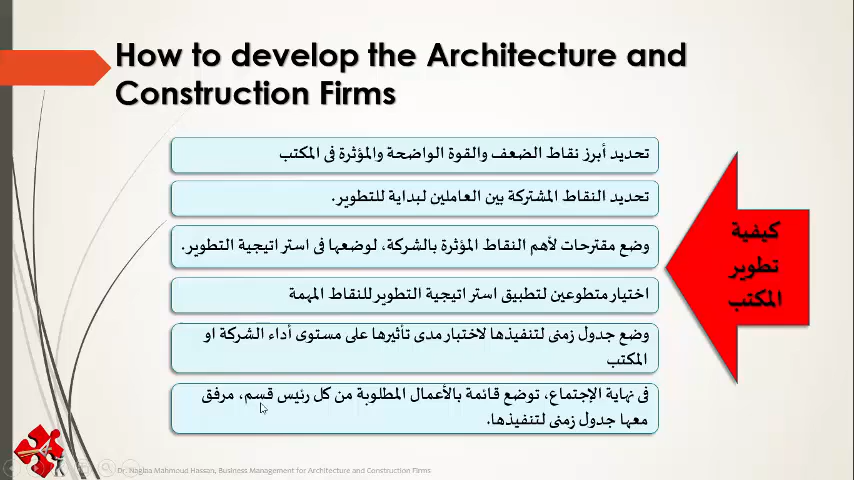 How to develop the Architecture and
Construction Firms
كيفية
تطوير
المكتب
تحديد أبرز نقاط الضعف والقوة الواضحة والمؤثرة فى المكتب
تحديد النقاط المشتركة بين العاملين لبداية للتطوير.
وضع مقترحات لأهم النقاط المؤثرة بالشركة، لوضعها فى استراتيجية التطوير.
اختيار متطوعين لتطبيق استراتيجية التطوير للنقاط المهمة
وضع جدول زمنى لتنفيذها لاختبار مدى تأثيرها على مستوى أداء الشركة او
المكتب
فى نهاية الإجتماع، توضع قائمة بالأعمال المطلوبة من كل رئيس قسم، مرفق
معها جدول زمنى لتنفيذها.
Dr. Naglaa Mahmoud Hassan, Business Management for Architecture and Construction Firms